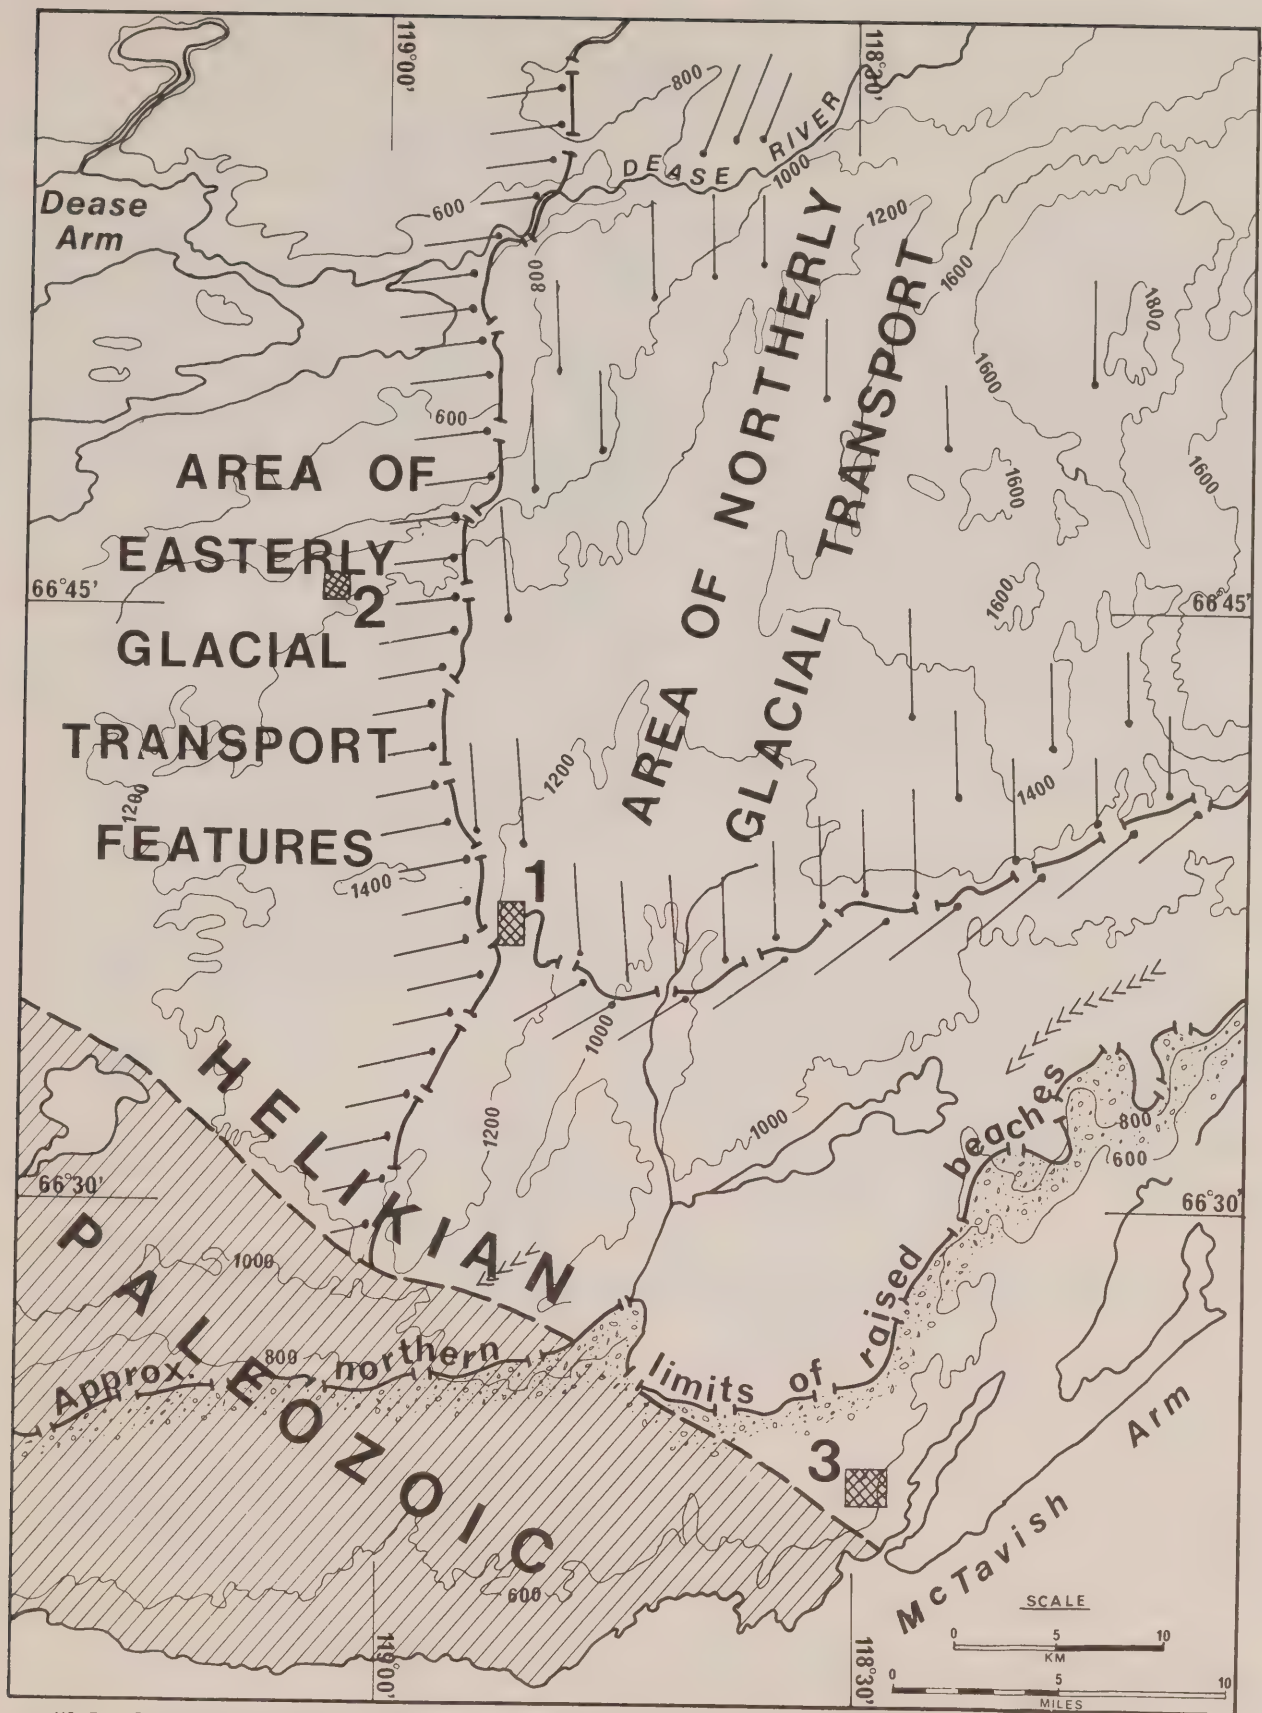 119°00'
118°30'
800
DEASE RIVER
1000
Dease
Arm
600
1200
800
1600
1800
1600
600
AREA OF
EASTERLY
GLACIAL
TRANSPORT
FEATURES
AREA OF NORTHERLY
GLACIAL TRANSPORT
1600
1600
1600
66°45'
2
66°45'
1200
1200
1400
1400
1
1000
HELIKIAN
1200
1000
beaches
800
600
66°30'
66°30'
PALEOZOIC
1000
800
Approx. northern limits of raised
3
McTavish Arm
600
SCALE
0 5 10
KM
0 5 10
MILES
119°00'
118°30'